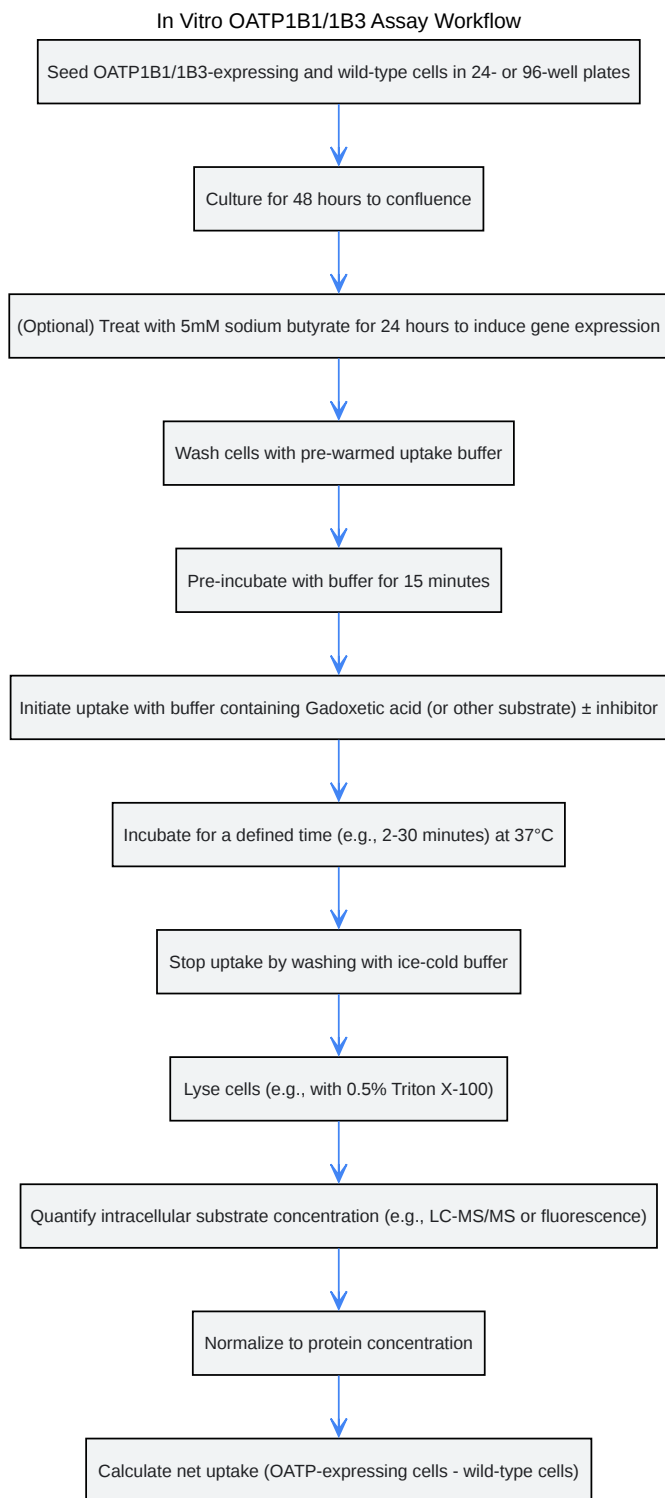 In Vitro OATP1B1/1B3 Assay Workflow
Seed OATP1B1/1B3-expressing and wild-type cells in 24- or 96-well plates
Culture for 48 hours to confluence
(Optional) Treat with 5mM sodium butyrate for 24 hours to induce gene expression
Wash cells with pre-warmed uptake buffer
Pre-incubate with buffer for 15 minutes
Initiate uptake with buffer containing Gadoxetic acid (or other substrate) ± inhibitor
Incubate for a defined time (e.g., 2-30 minutes) at 37°C
Stop uptake by washing with ice-cold buffer
Lyse cells (e.g., with 0.5% Triton X-100)
Quantify intracellular substrate concentration (e.g., LC-MS/MS or fluorescence)
Normalize to protein concentration
Calculate net uptake (OATP-expressing cells - wild-type cells)